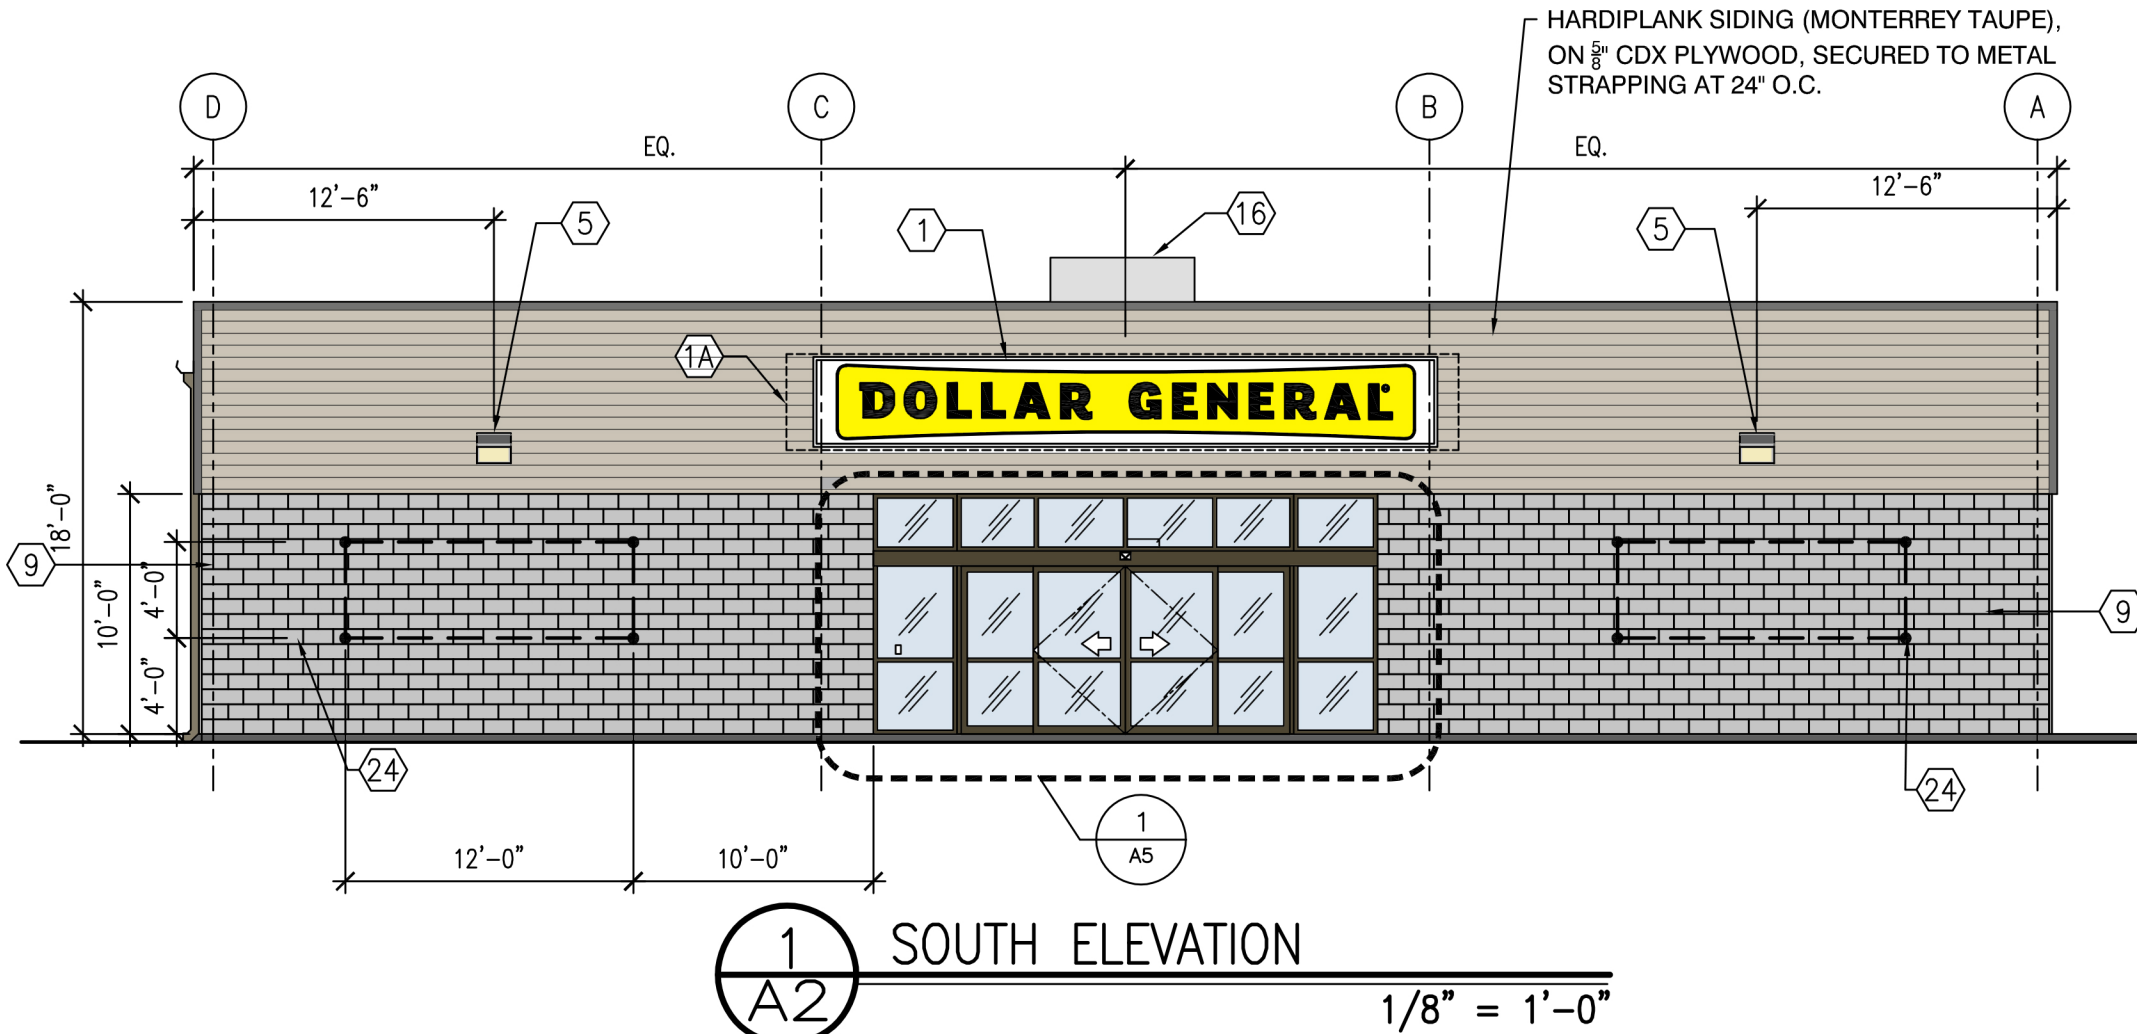 HARDIPLANK SIDING (MONTERREY TAUPE),
ON 5/8" CDX PLYWOOD, SECURED TO METAL
STRAPPING AT 24" O.C.
D
C
B
A
EQ.
EQ.
12'-6"
12'-6"
5
1
16
5
1A
DOLLAR GENERAL®
18'-0"
10'-0"
4'-0"
4'-0"
9
9
24
24
12'-0"
10'-0"
1
A5
1
A2
SOUTH ELEVATION
1/8" = 1'-0"